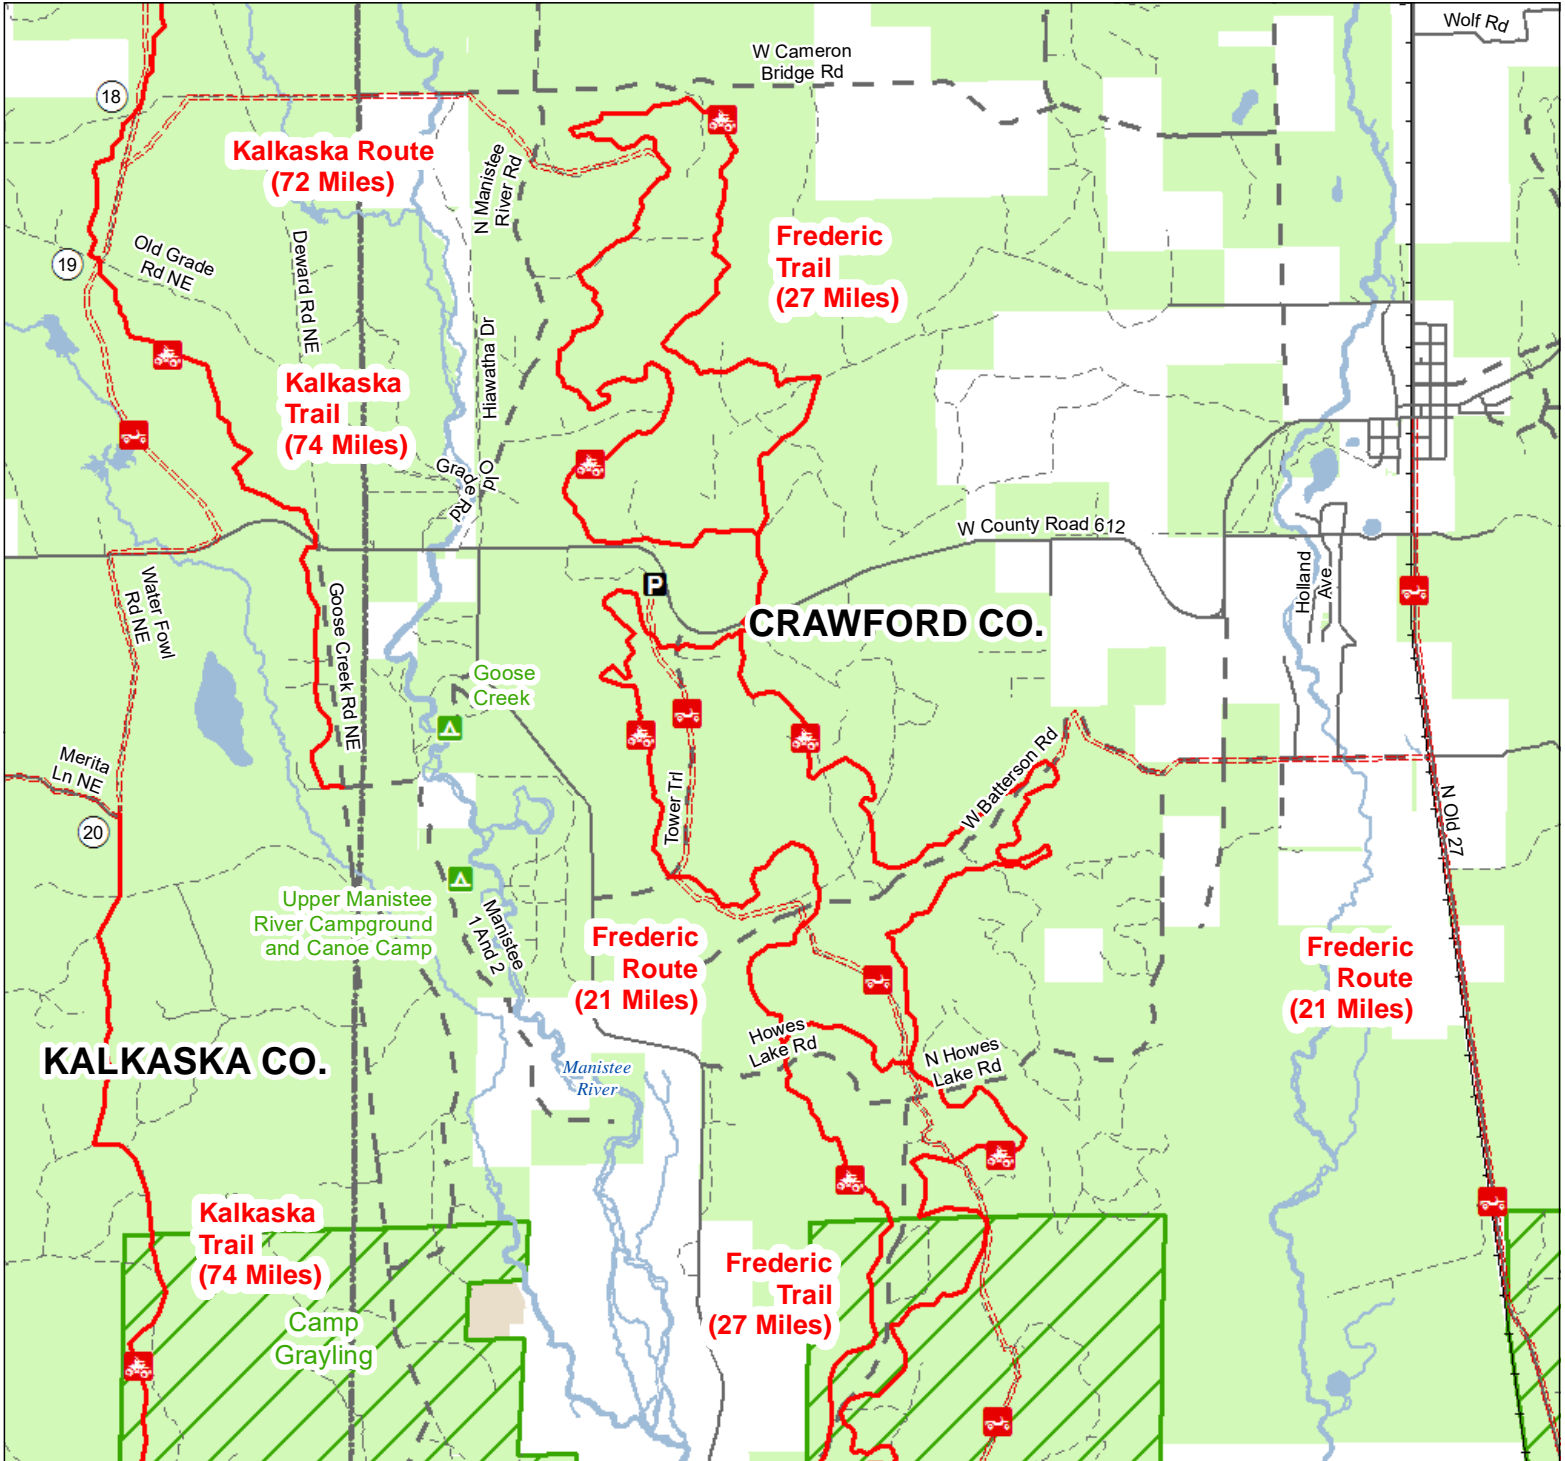 Wolf Rd
W Cameron
Bridge Rd
18
Kalkaska Route
(72 Miles)
N Manistee
River Rd
Frederic
Trail
(27 Miles)
19
Old Grade
Rd NE
Deward Rd NE
Hiawatha Dr
Kalkaska
Trail
(74 Miles)
Old
Grade Rd
W County Road 612
P
Water Fowl
Rd NE
Goose Creek Rd NE
CRAWFORD CO.
Holland
Ave
Goose
Creek
Merita
Ln NE
20
Tower Trl
W Batterson Rd
N Old 27
Upper Manistee
River Campground
and Canoe Camp
Manistee
1 And 2
Frederic
Route
(21 Miles)
Frederic
Route
(21 Miles)
Howes
Lake Rd
N Howes
Lake Rd
KALKASKA CO.
Manistee
River
Kalkaska
Trail
(74 Miles)
Frederic
Trail
(27 Miles)
Camp
Grayling